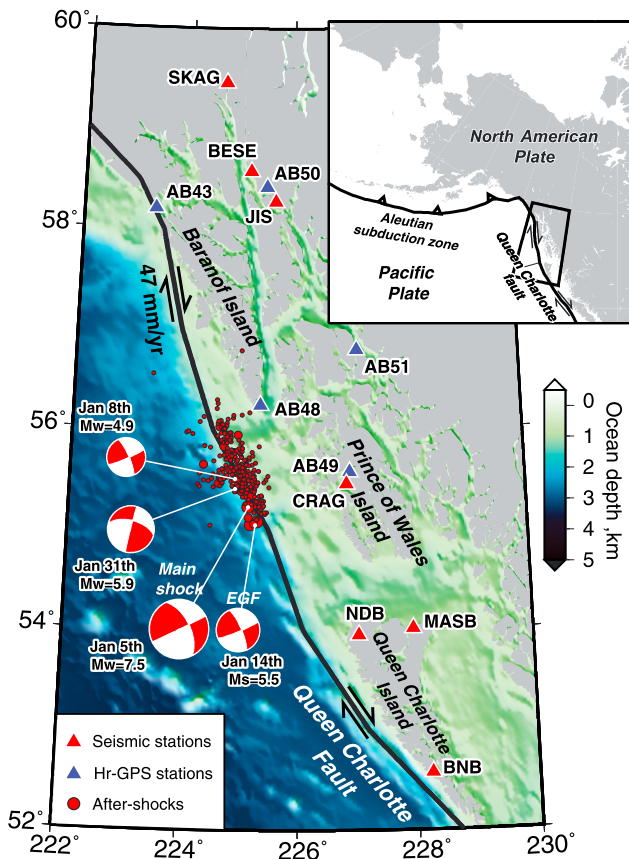 60°
58°
56°
54°
52°
222°
224°
226°
228°
230°
SKAG
BESE
AB50
AB43
JIS
Baranof Island
47 mm/yr
AB51
AB48
AB49
CRAG
Prince of Wales
Island
Jan 8th
Mw=4.9
Jan 31th
Mw=5.9
Main
shock
EGF
Jan 5th
Mw=7.5
Jan 14th
Ms=5.5
NDB
MASB
Queen Charlotte
Island
BNB
Queen Charlotte
Fault
Seismic stations
Hr-GPS stations
After-shocks
North American
Plate
Aleutian
subduction zone
Pacific
Plate
Queen Charlotte
fault
0
1
2
3
4
5
Ocean depth ,km